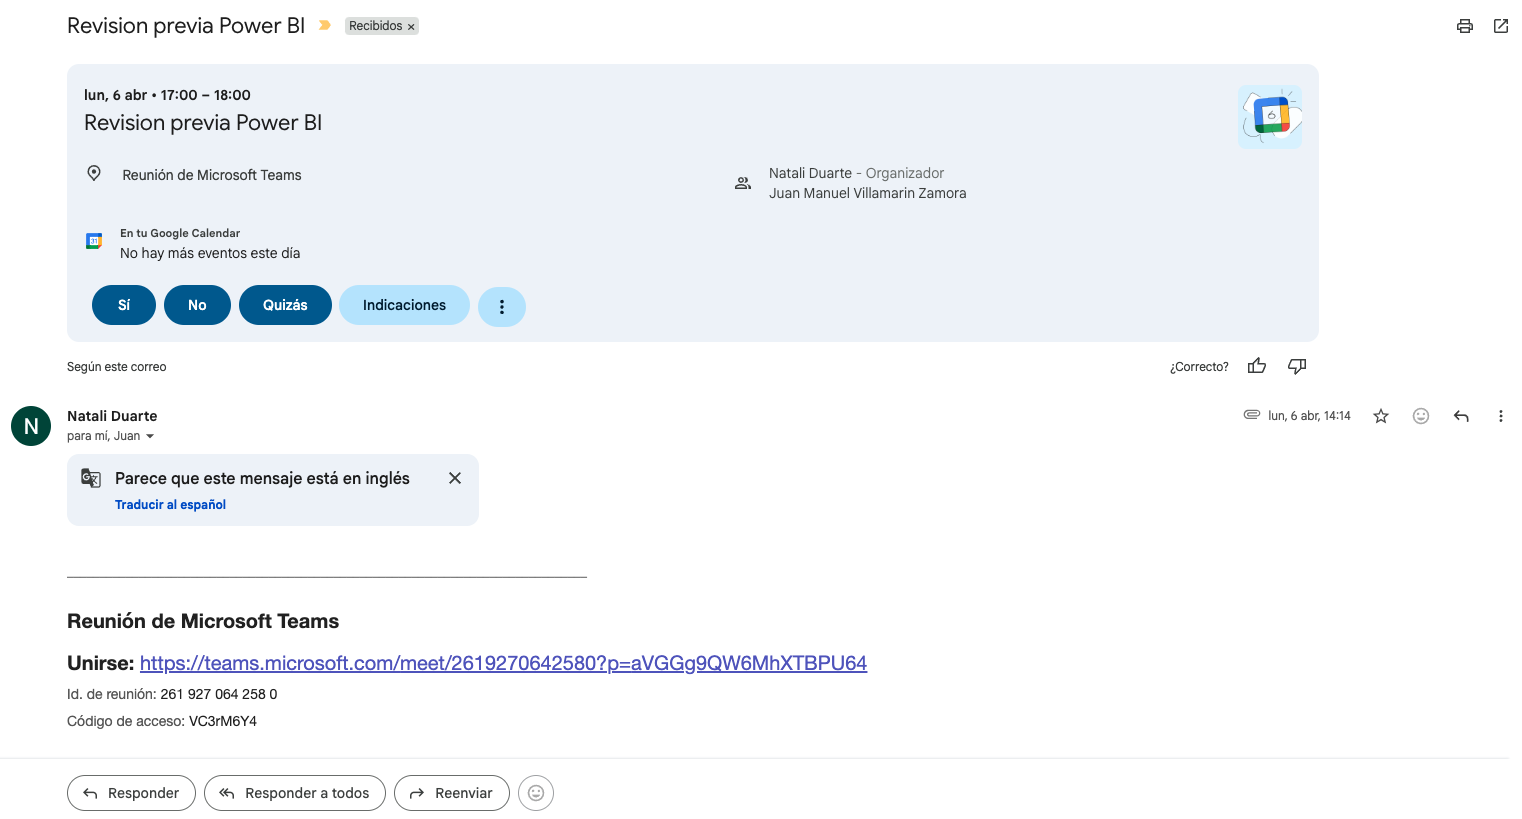 Revision previa Power BI
Recibidos ×
lun, 6 abr • 17:00 – 18:00
Revision previa Power BI
6
Reunión de Microsoft Teams
Natali Duarte - Organizador
Juan Manuel Villamarin Zamora
31
En tu Google Calendar
No hay más eventos este día
Sí
No
Quizás
Indicaciones
Según este correo
¿Correcto?
N
Natali Duarte
lun, 6 abr, 14:14
para mí, Juan
G
Parece que este mensaje está en inglés
Traducir al español
Reunión de Microsoft Teams
Unirse: https://teams.microsoft.com/meet/2619270642580?p=aVGGg9QW6MhXTBPU64
Id. de reunión: 261 927 064 258 0
Código de acceso: VC3rM6Y4
Responder
Responder a todos
Reenviar